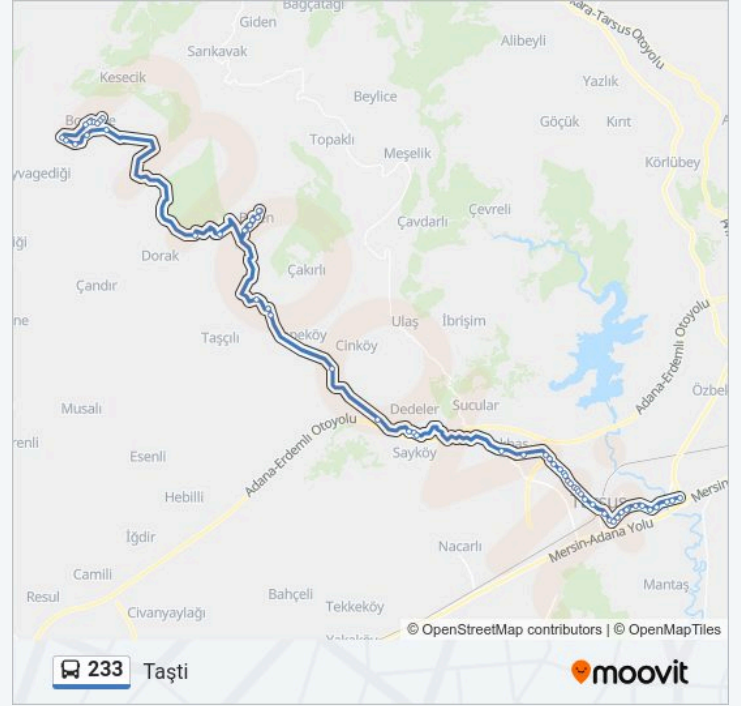 Bağçatağı
Giden
Sarıkavak
Alibeyli
Tarsus Otoyolu
Kesecik
Yazlık
Beylice
Göçük
Kırıt
Topaklı
Meşelik
Körlübey
yvagediği
Çevreli
Çavdarlı
Dorak
Çakırlı
Çandır
Ulaş
İbrişim
Taşçılı
Cinköy
Adana-Erdemli Otoyolu
Özbel
Musalı
Dedeler
Sucular
Adana-Erdemli Otoyolu
Sayköy
renli
Esenli
Hebilli
Mersin
Mersin-Adana Yolu
İğdir
Nacarlı
Camili
Mantaş
Resul
Bahçeli
Civanyaylağı
Tekkeköy
© OpenStreetMap contributors | © OpenMapTiles
233
Taşti
moovit